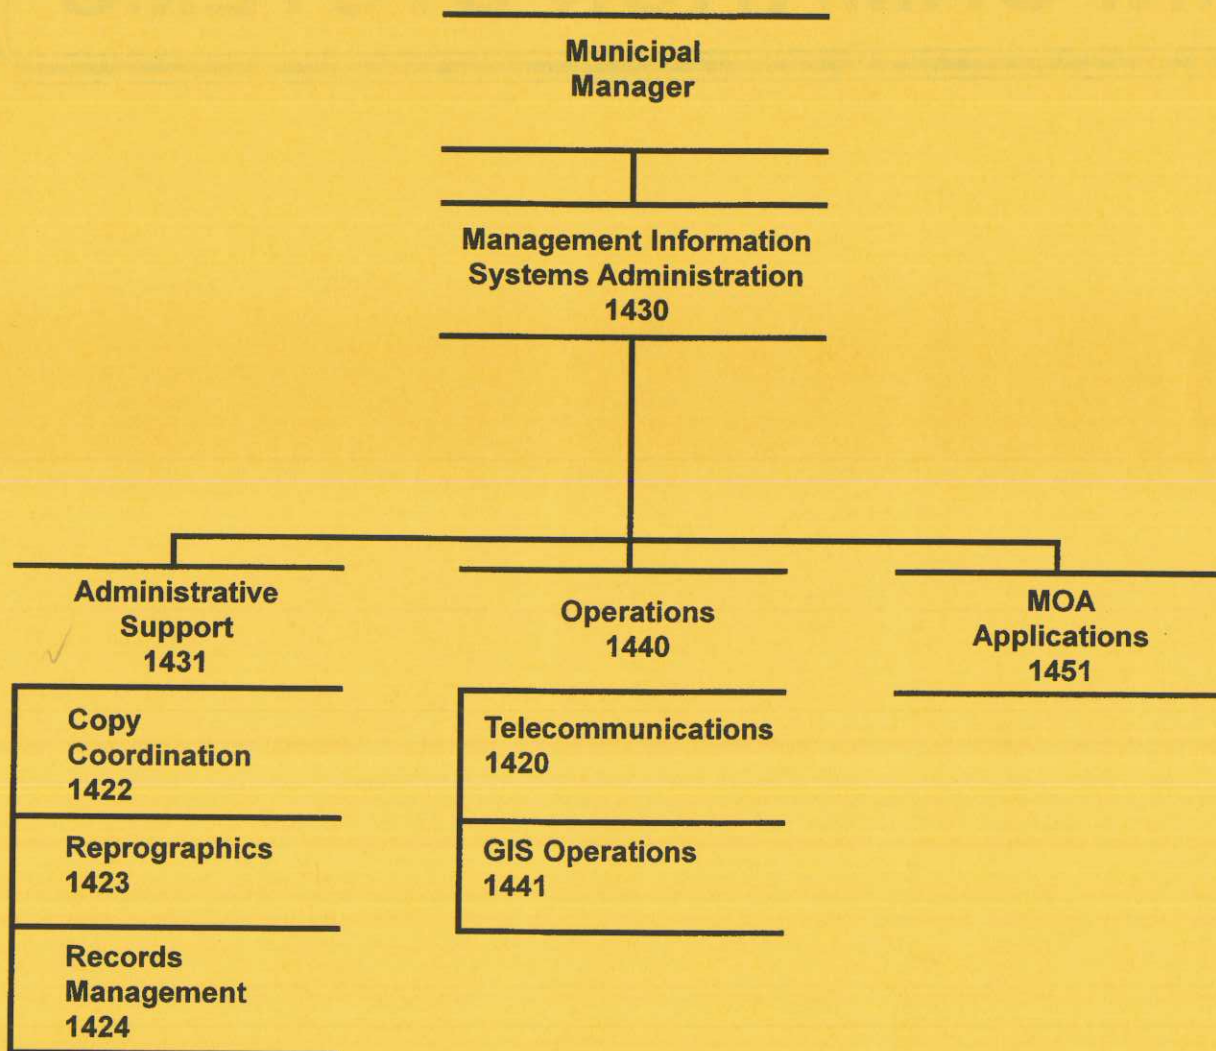 Municipal
Manager
Management Information
Systems Administration
1430
Administrative
Support
1431
Copy
Coordination
1422
Reprographics
1423
Records
Management
1424
Operations
1440
Telecommunications
1420
GIS Operations
1441
MOA
Applications
1451